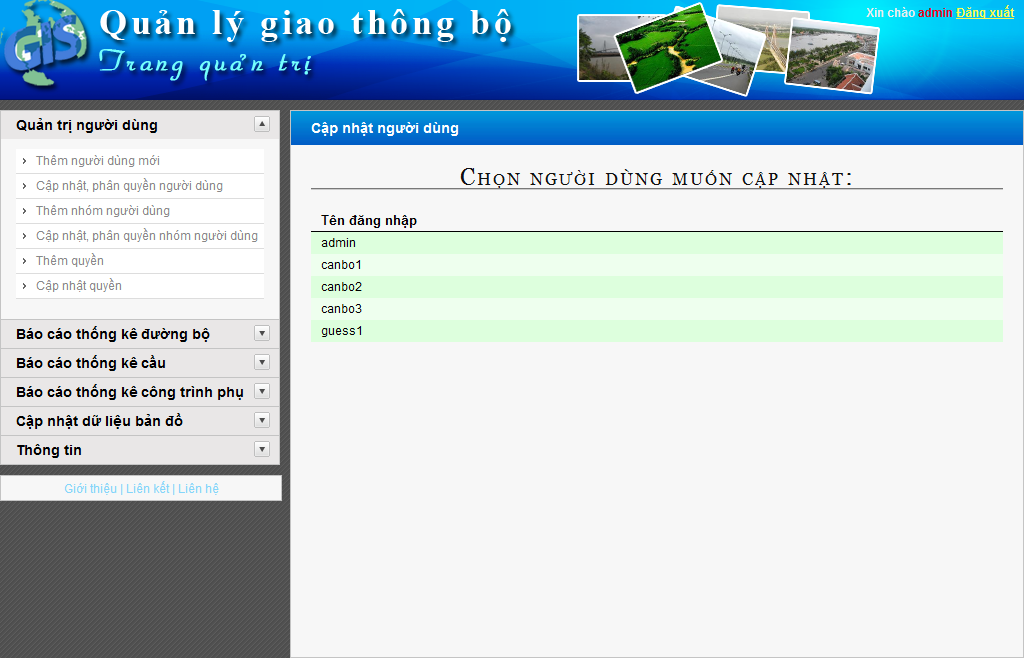 GIS
Quản lý giao thông bộ
Trang quản trị
Xin chào admin Đăng xuất
Quản trị người dùng
Thêm người dùng mới
Cập nhật, phân quyền người dùng
Thêm nhóm người dùng
Cập nhật, phân quyền nhóm người dùng
Thêm quyền
Cập nhật quyền
Báo cáo thống kê đường bộ
Báo cáo thống kê cầu
Báo cáo thống kê công trình phụ
Cập nhật dữ liệu bản đồ
Thông tin
Giới thiệu | Liên kết | Liên hệ
Cập nhật người dùng
Chọn người dùng muốn cập nhật:
Tên đăng nhập
admin
canbo1
canbo2
canbo3
guess1